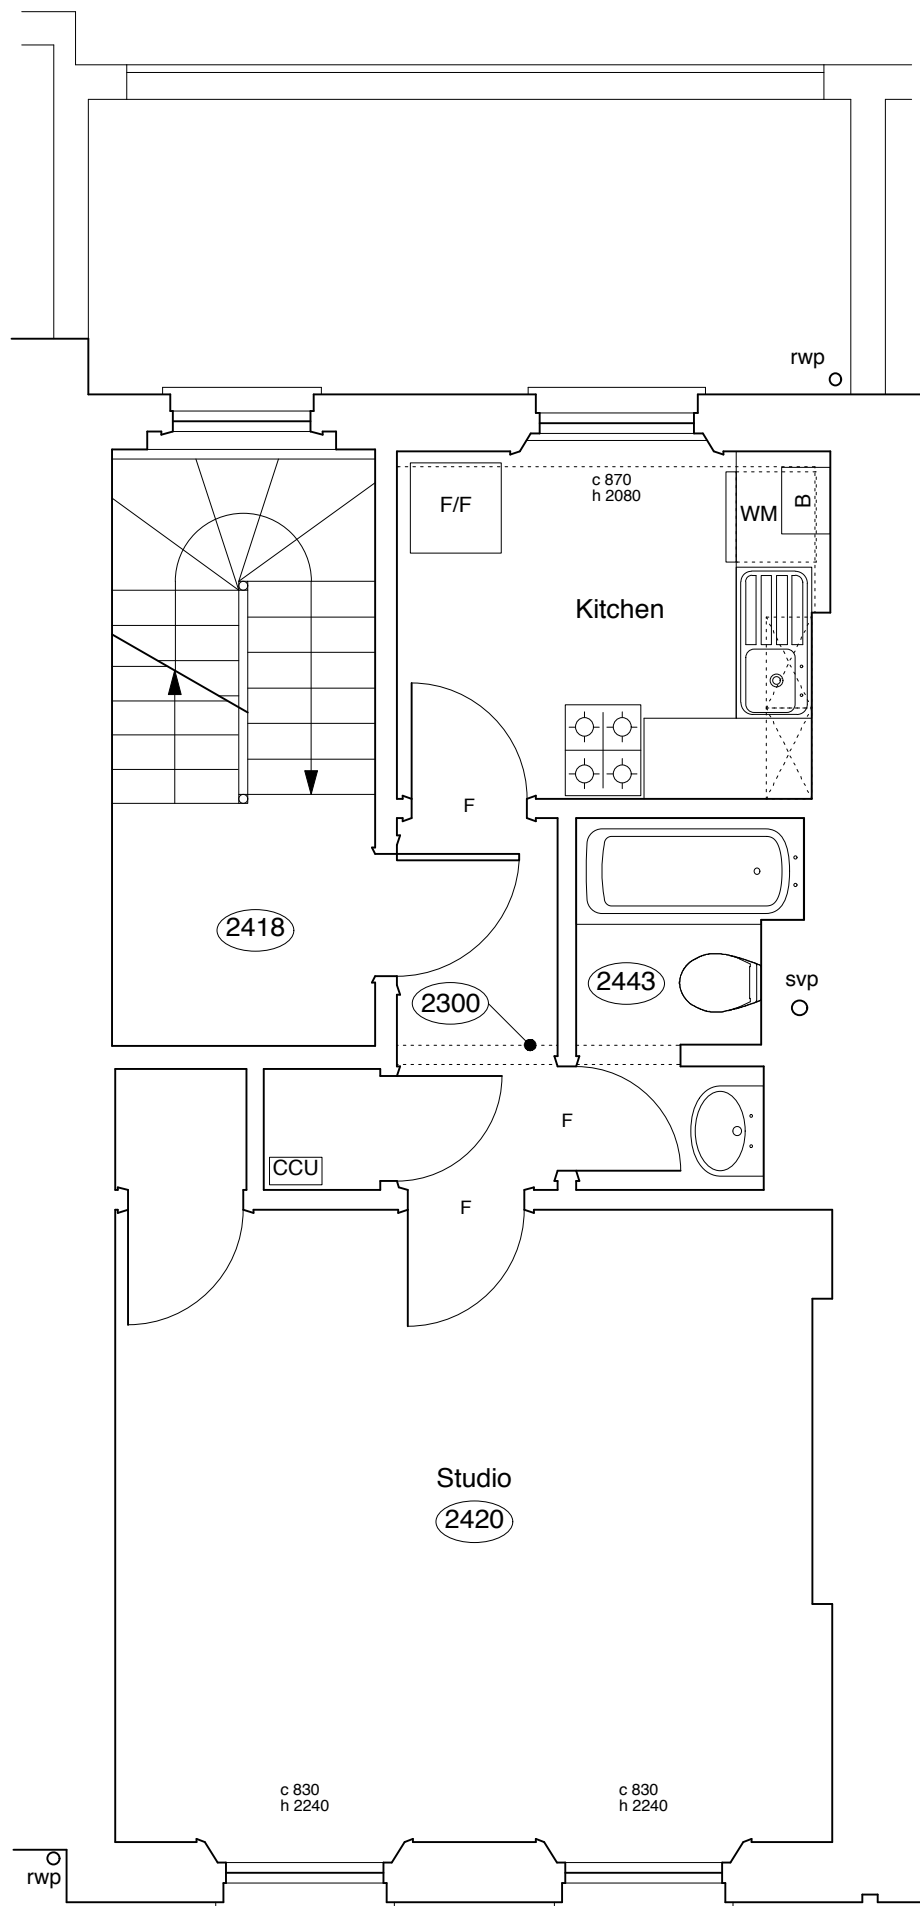 rwp
c 870
h 2080
F/F
WM
B
Kitchen
F
2418
2443
svp
2300
F
CCU
F
Studio
2420
c 830
h 2240
c 830
h 2240
rwp